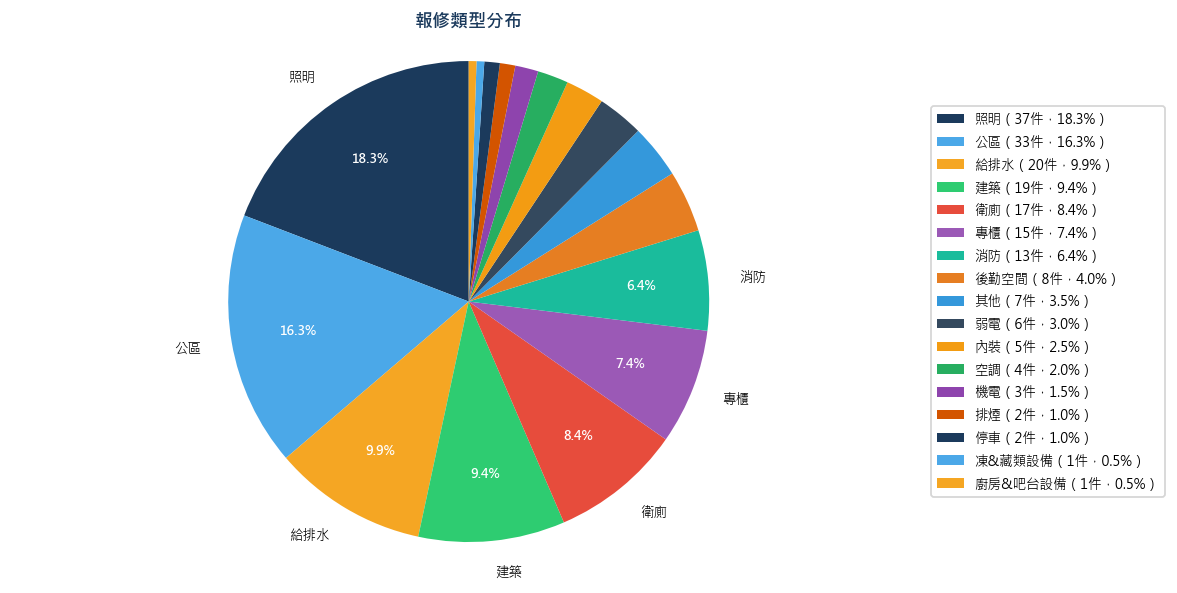 報修類型分布
照明
18.3%
公區
16.3%
給排水
9.9%
建築
9.4%
衛廁
8.4%
專櫃
7.4%
消防
6.4%
照明 ( 37件 · 18.3% )
公區 ( 33件 · 16.3% )
給排水 ( 20件 · 9.9% )
建築 ( 19件 · 9.4% )
衛廁 ( 17件 · 8.4% )
專櫃 ( 15件 · 7.4% )
消防 ( 13件 · 6.4% )
後勤空間 ( 8件 · 4.0% )
其他 ( 7件 · 3.5% )
弱電 ( 6件 · 3.0% )
內裝 ( 5件 · 2.5% )
空調 ( 4件 · 2.0% )
機電 ( 3件 · 1.5% )
排煙 ( 2件 · 1.0% )
停車 ( 2件 · 1.0% )
凍&藏類設備 ( 1件 · 0.5% )
廚房&吧台設備 ( 1件 · 0.5% )